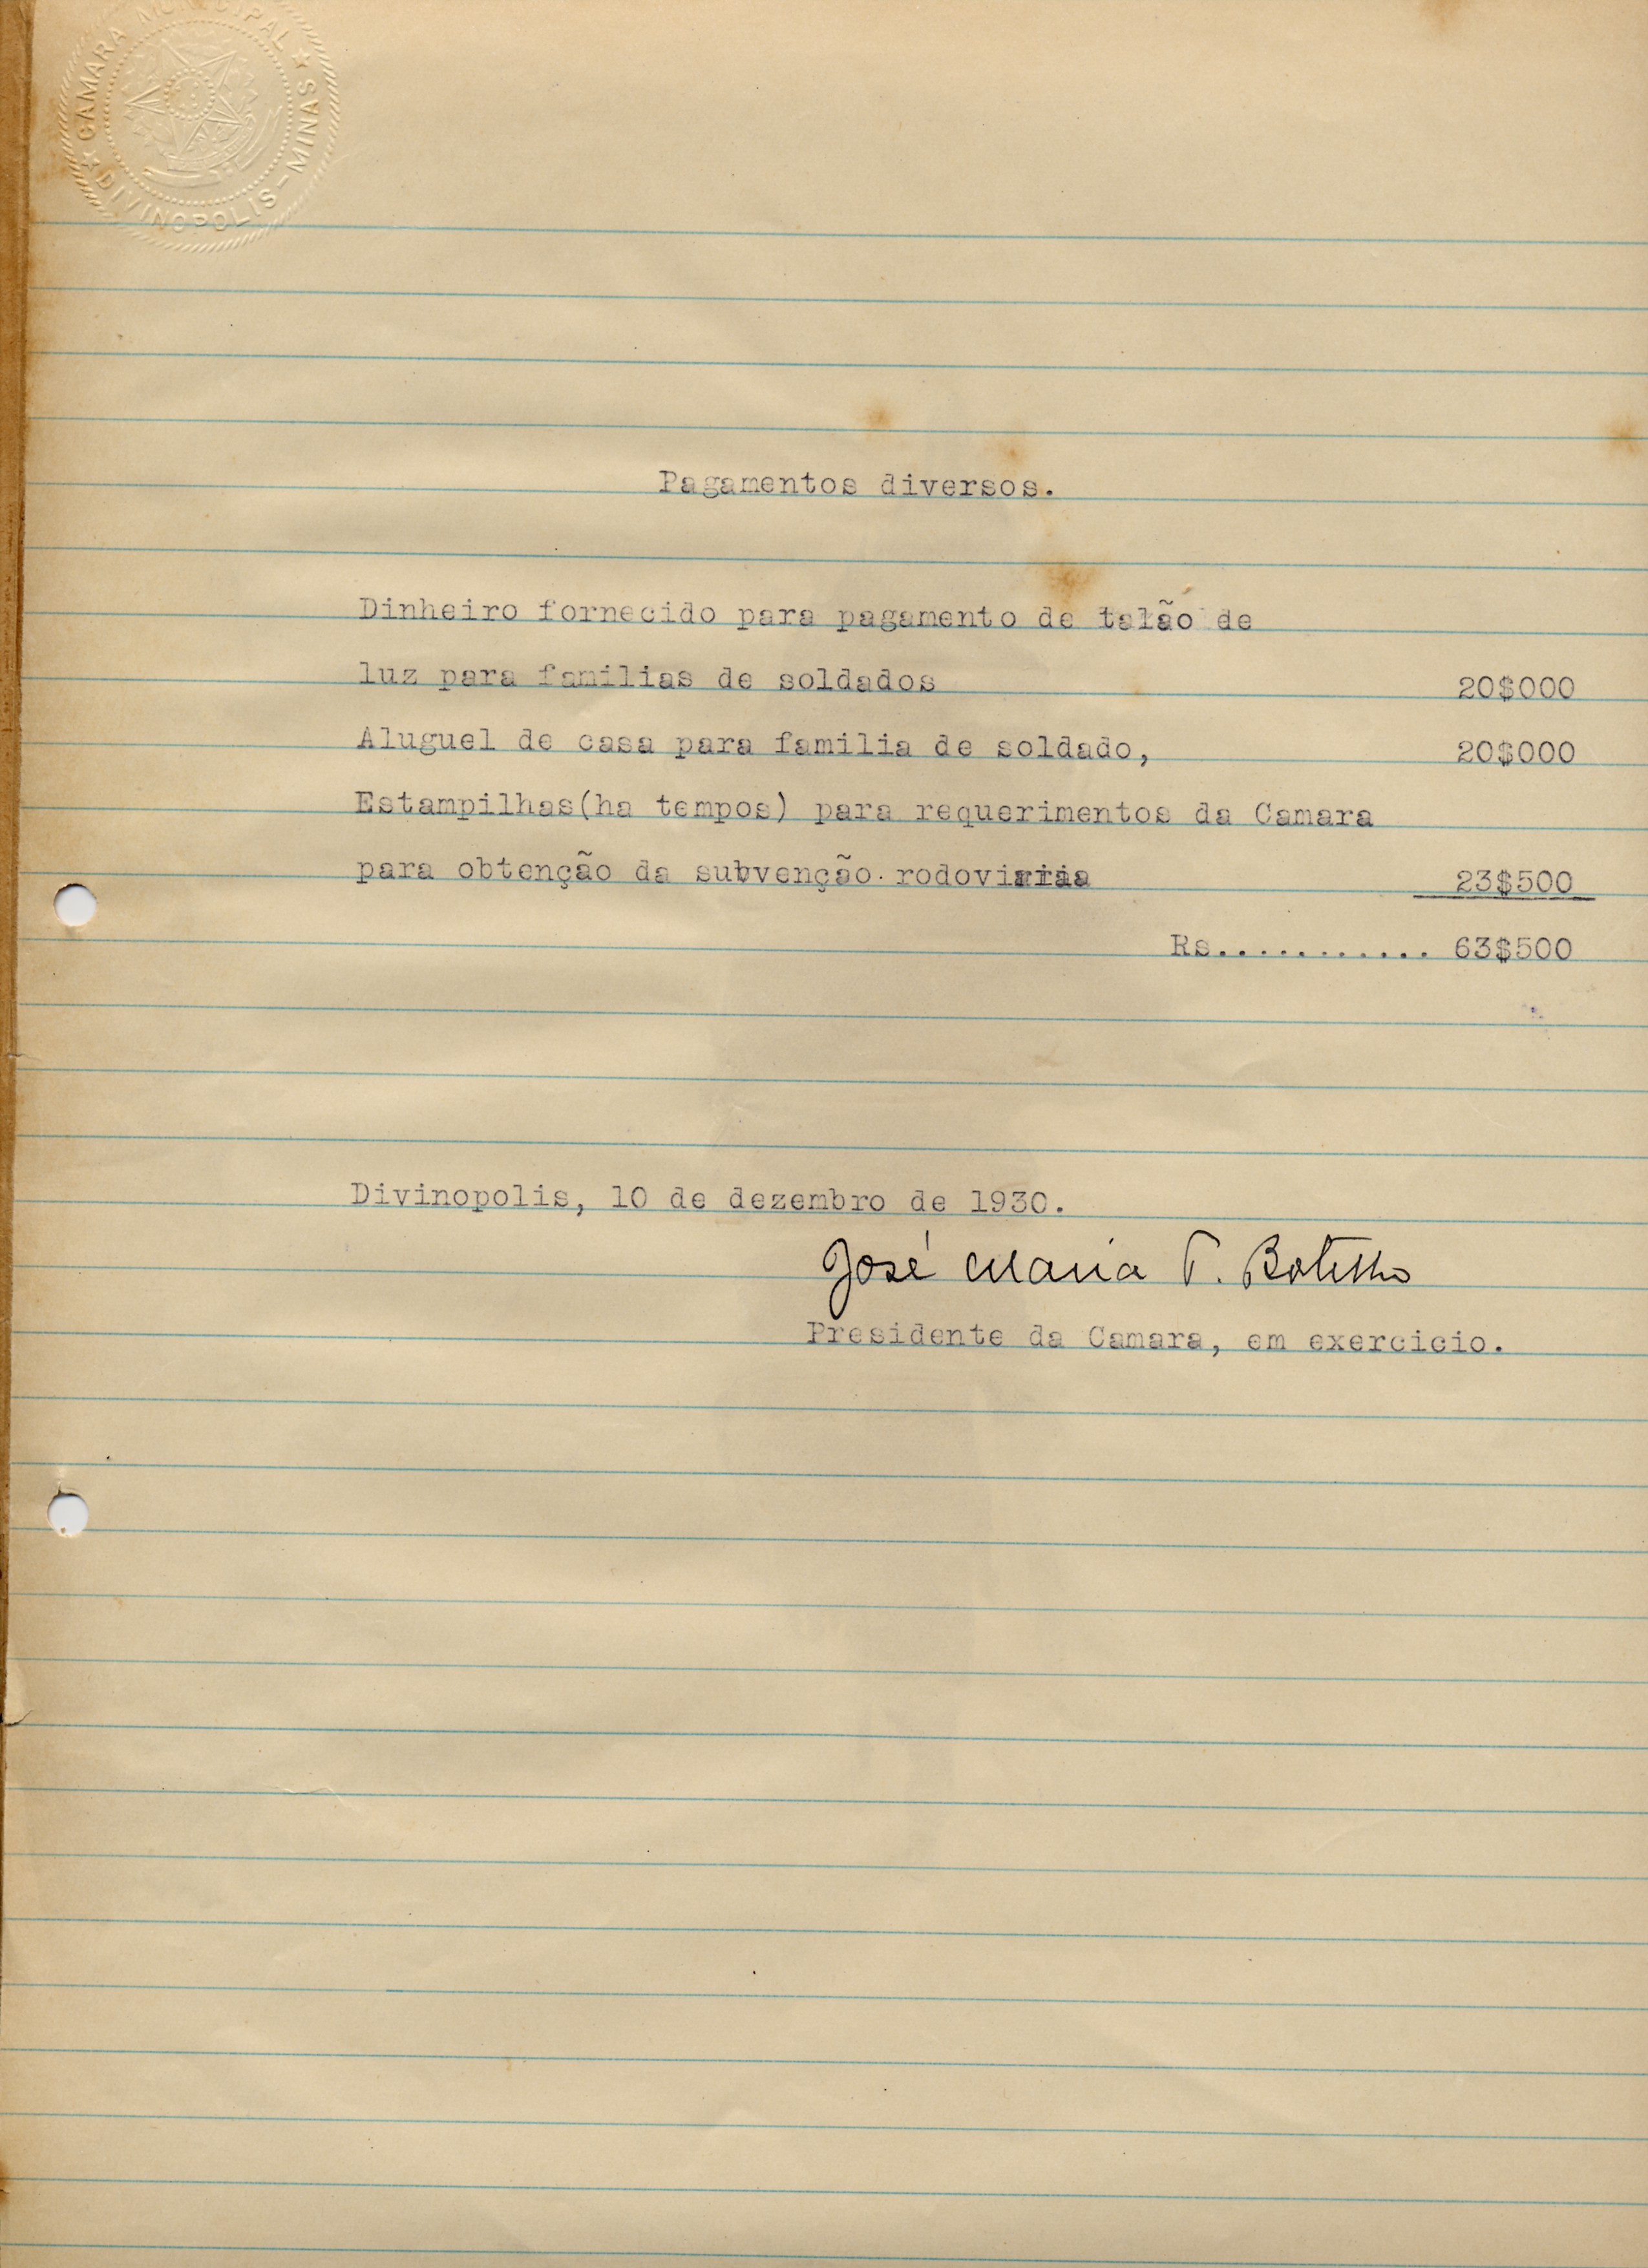 CAMARA MUNICIPAL
DIVINOPOLIS - MINAS
Pagamentos diversos.
Dinheiro fornecido para pagamento de talão de
luz para familias de soldados 20$000
Aluguel de casa para familia de soldado, 20$000
Estampilhas(ha tempos) para requerimentos da Camara
para obtenção da subvenção rodoviaria 23$500
Rs........... 63$500
Divinopolis, 10 de dezembro de 1930.
José Maria P. Botelho
Presidente da Camara, em exercicio.